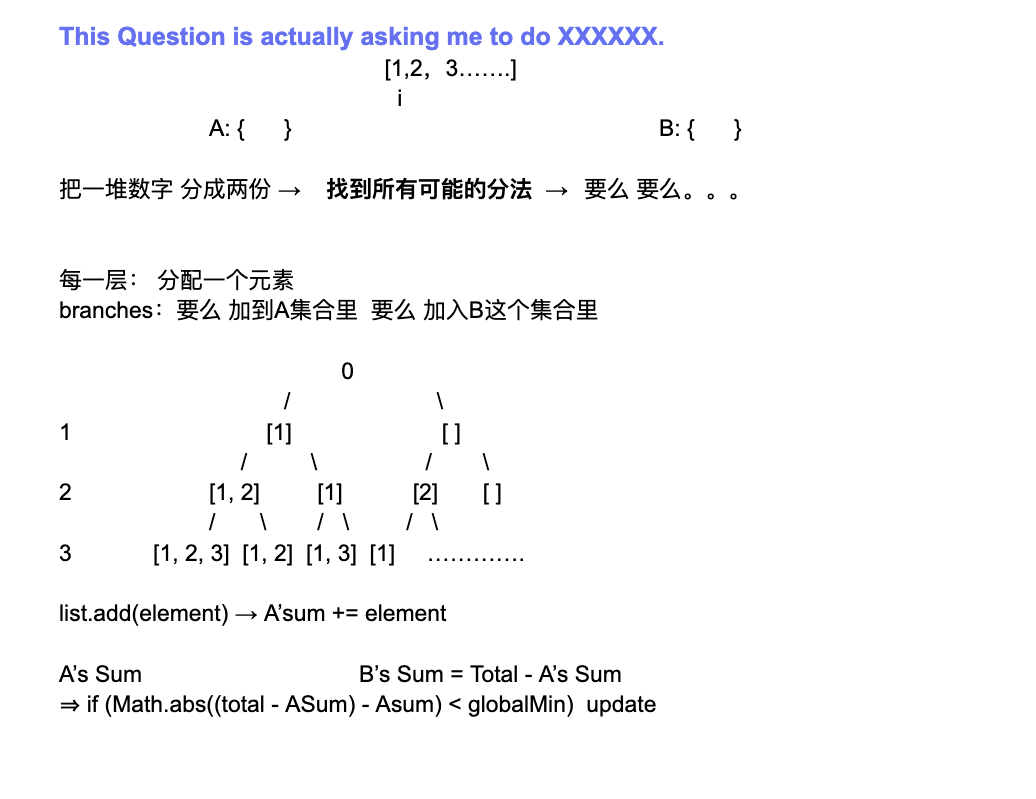 This Question is actually asking me to do XXXXXX.
[1,2，3…….]
i
A: {      }                B: {      }
把一堆数字 分成两份 → 找到所有可能的分法 → 要么 要么。。。
每一层： 分配一个元素
branches：要么 加到A集合里 要么 加入B这个集合里
0
/ \
1 [1] [ ]
/ \ / \
2 [1, 2] [1] [2] [ ]
/ \ / \ / \
3 [1, 2, 3] [1, 2] [1, 3] [1] ………….
list.add(element) → A’sum += element
A’s Sum B’s Sum = Total - A’s Sum
⇒ if (Math.abs((total - ASum) - Asum) < globalMin) update